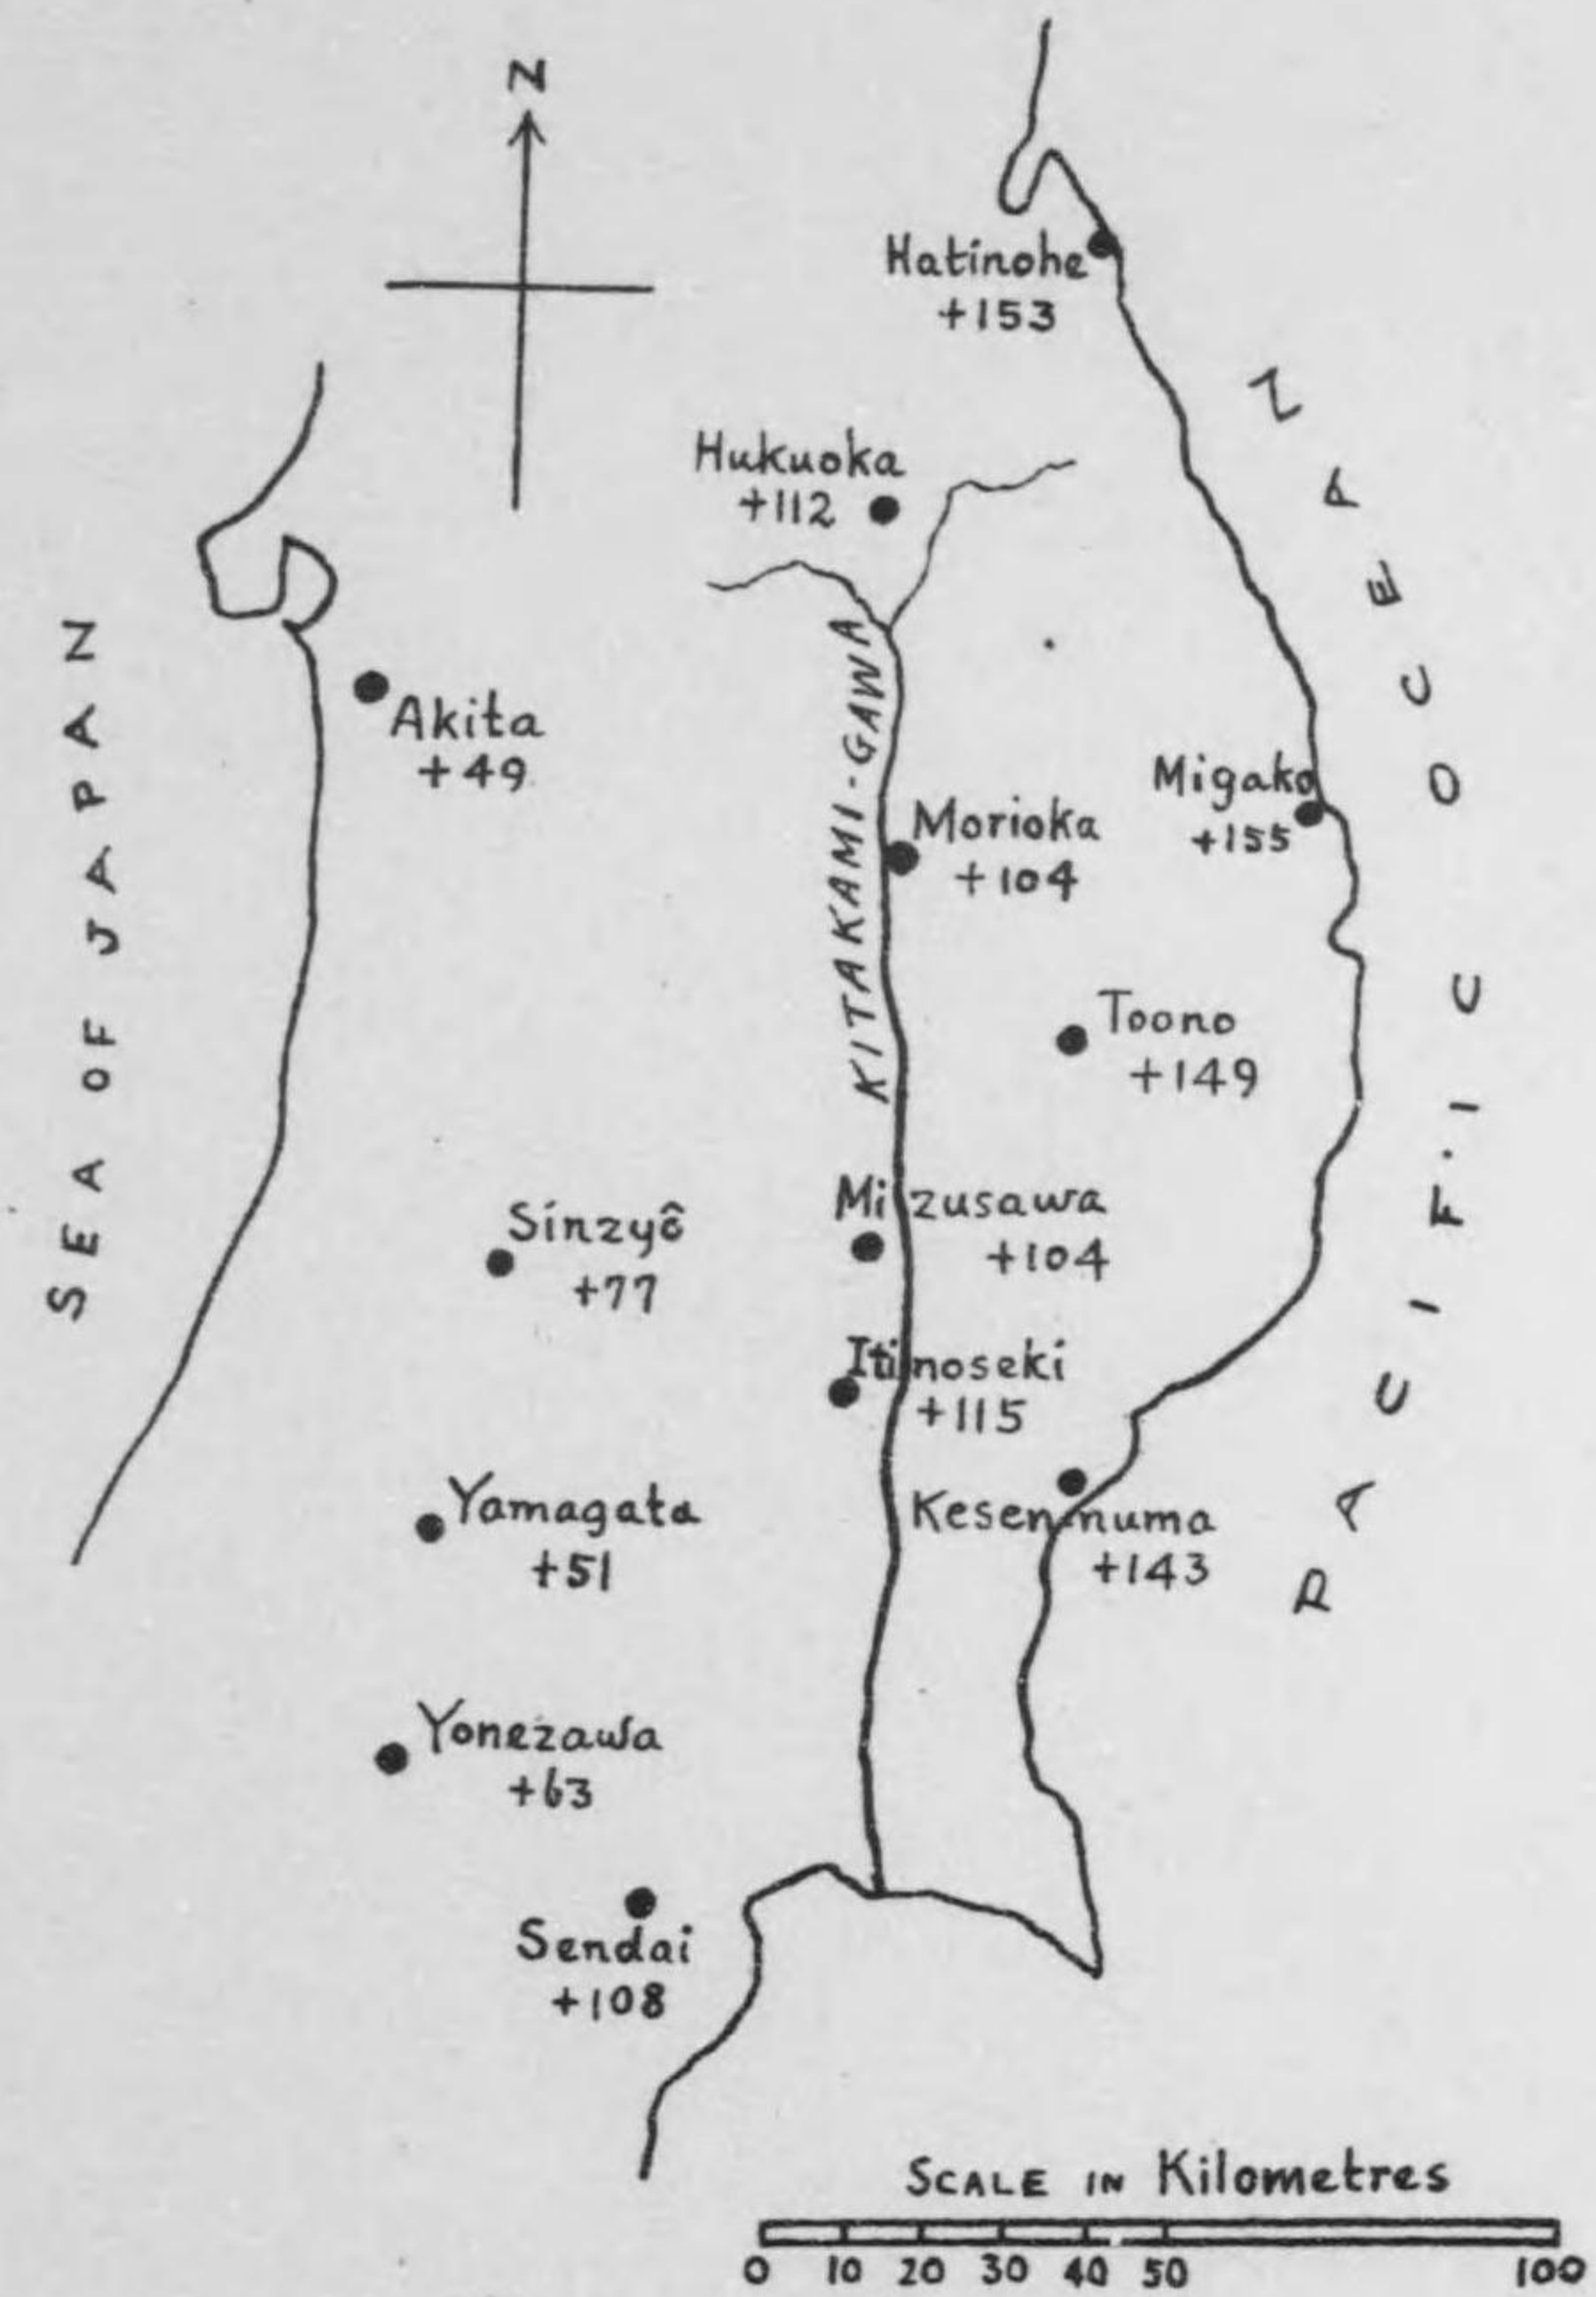 N
Hatinohe
+153
Hukuoka
+112
SEA OF JAPAN
Akita
+49
KITAKAMI-GAWA
Morioka
+104
Migako
+155
PACIFIC OCEAN
Toono
+149
Mizusawa
+104
Sinzyô
+77
Itinoseki
+115
Yamagata
+51
Kesennuma
+143
Yonezawa
+63
Sendai
+108
SCALE IN Kilometres
0 10 20 30 40 50 100